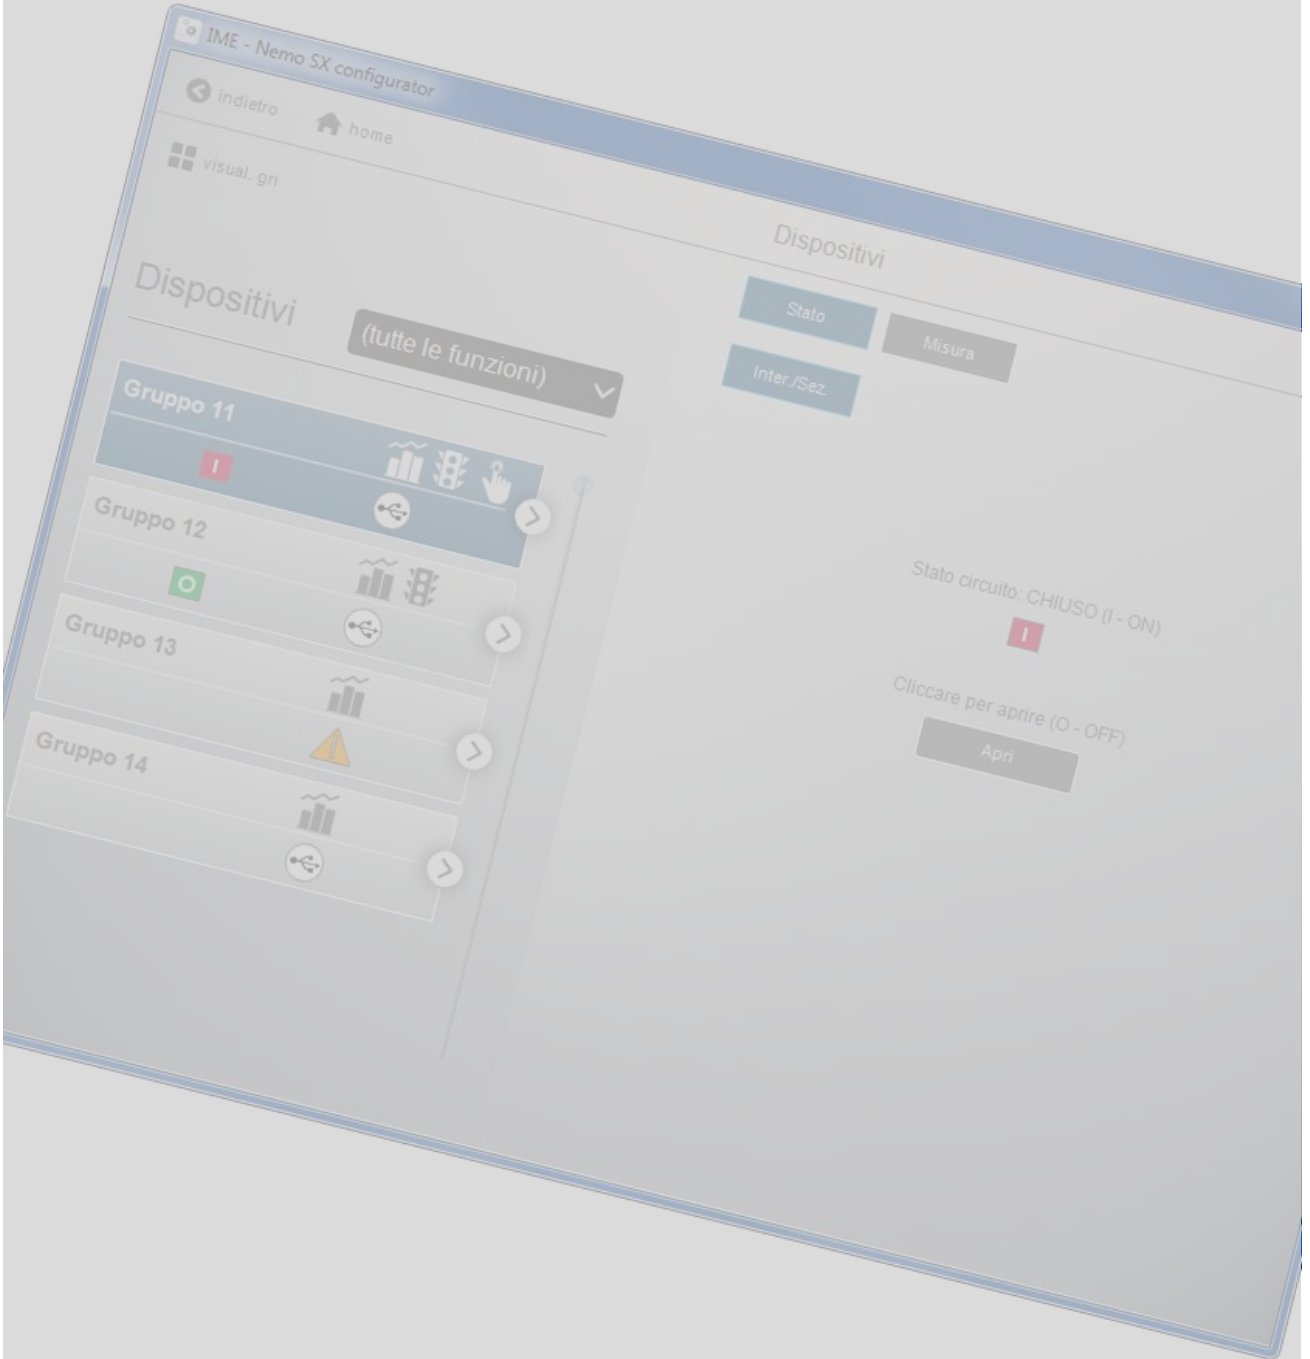 IME - Nemo SX configurator
indietro
home
visual. gri
Dispositivi
Dispositivi
(tutte le funzioni)
Stato
Misura
Inter./Sez.
Gruppo 11
I
Gruppo 12
O
Gruppo 13
Gruppo 14
Stato circuito: CHIUSO (I - ON)
I
Cliccare per aprire (O - OFF)
Apri